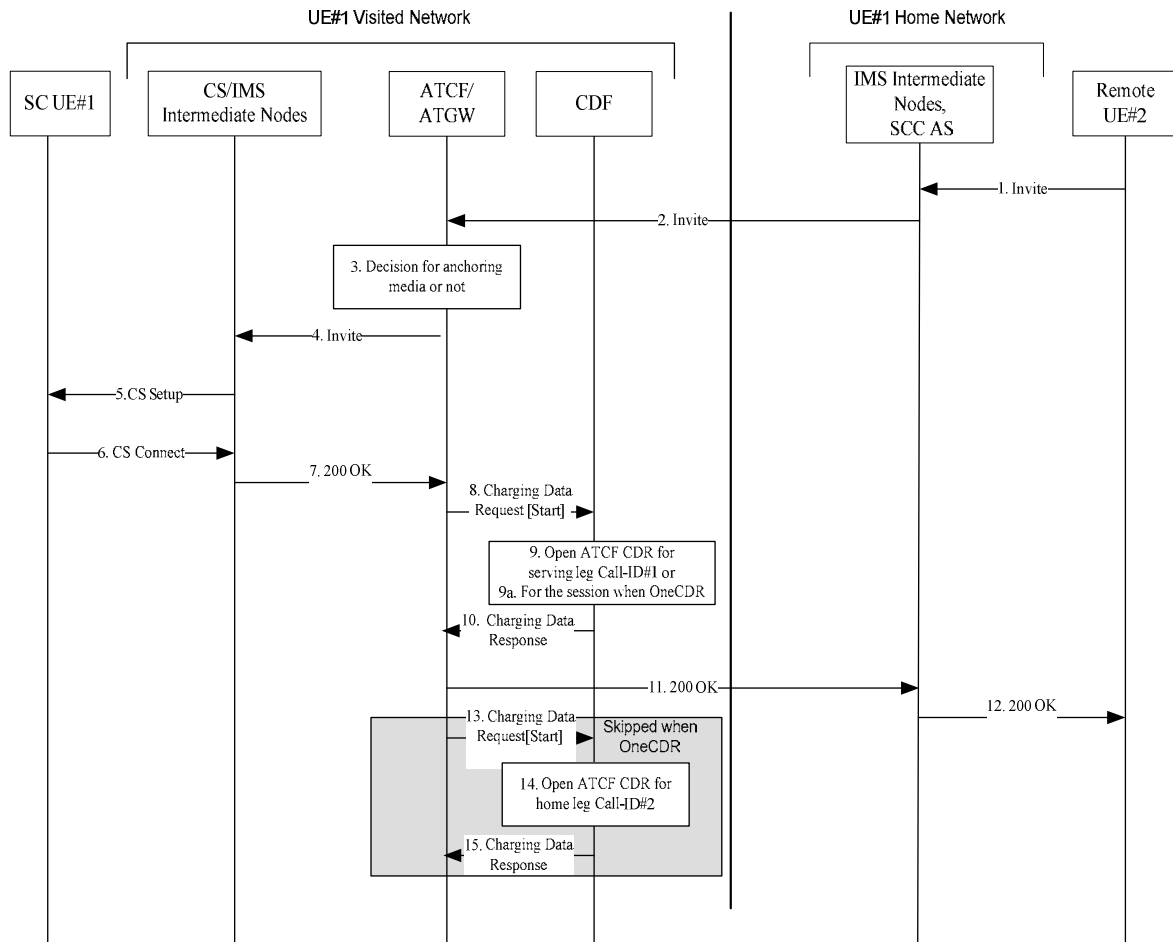 UE#1 Visited Network
UE#1 Home Network
SC UE#1
CS/IMS
Intermediate Nodes
ATCF/
ATGW
CDF
IMS Intermediate
Nodes,
SCC AS
Remote
UE#2
1. Invite
2. Invite
3. Decision for anchoring
media or not
4. Invite
5.CS Setup
6. CS Connect
7. 200 OK
8. Charging Data
Request [Start]
9. Open ATCF CDR for
serving leg Call-ID#1 or
9a. For the session when OneCDR
10. Charging Data
Response
11. 200 OK
12. 200 OK
13. Charging Data
Request[Start]
Skipped when
OneCDR
14. Open ATCF CDR for
home leg Call-ID#2
15. Charging Data
Response